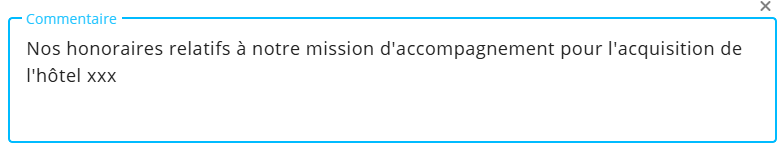 Commentaire
Nos honoraires relatifs à notre mission d'accompagnement pour l'acquisition de
l'hôtel xxx